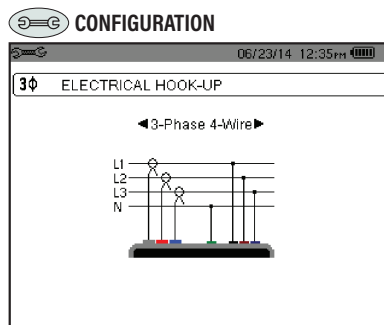 CONFIGURATION
06/23/14 12:35PM
3Φ ELECTRICAL HOOK-UP
◄3-Phase 4-Wire►
L1
L2
L3
N